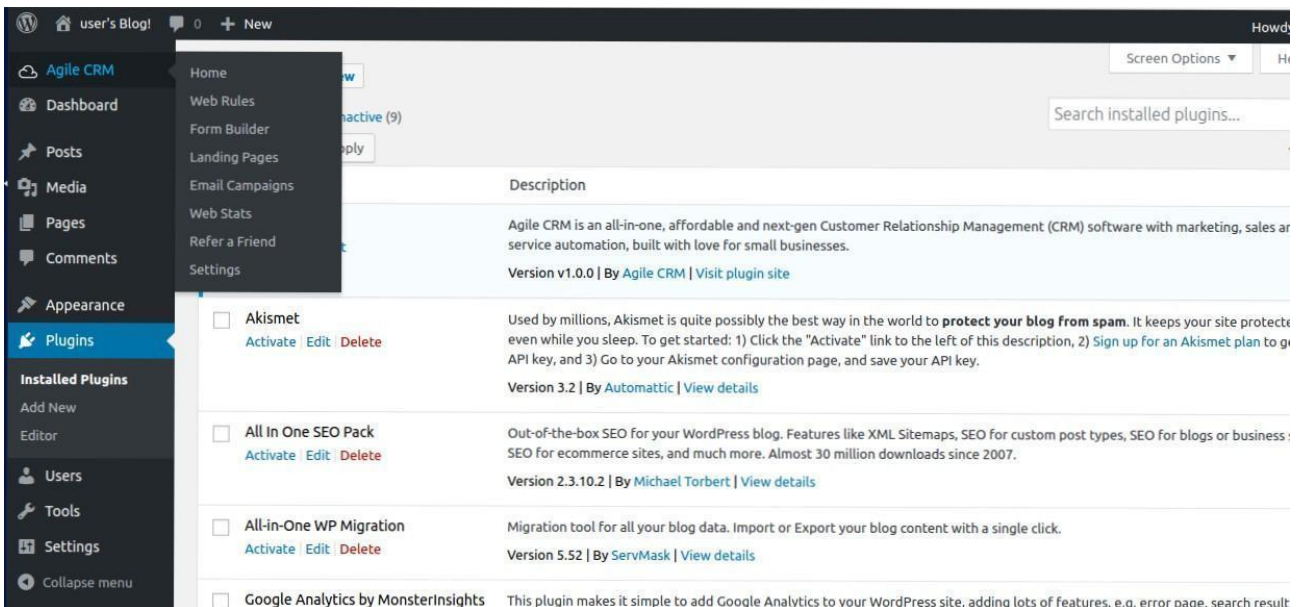 user's Blog! 0 + New
Howdy
Agile CRM
Dashboard
Posts
Media
Pages
Comments
Appearance
Plugins
Installed Plugins
Add New
Editor
Users
Tools
Settings
Collapse menu
Home
Web Rules
Form Builder
Landing Pages
Email Campaigns
Web Stats
Refer a Friend
Settings
Screen Options
Search installed plugins...
(9)
Description
Agile CRM is an all-in-one, affordable and next-gen Customer Relationship Management (CRM) software with marketing, sales
service automation, built with love for small businesses.
Version v1.0.0 | By Agile CRM | Visit plugin site
Akismet
Activate | Edit | Delete
Used by millions, Akismet is quite possibly the best way in the world to protect your blog from spam. It keeps your site
even while you sleep. To get started: 1) Click the "Activate" link to the left of this description, 2) Sign up for an Akismet plan to
API key, and 3) Go to your Akismet configuration page, and save your API key.
Version 3.2 | By Automattic | View details
All In One SEO Pack
Activate | Edit | Delete
Out-of-the-box SEO for your WordPress blog. Features like XML Sitemaps, SEO for custom post types, SEO for blogs or business
SEO for ecommerce sites, and much more. Almost 30 million downloads since 2007.
Version 2.3.10.2 | By Michael Torbert | View details
All-in-One WP Migration
Activate | Edit | Delete
Migration tool for all your blog data. Import or Export your blog content with a single click.
Version 5.52 | By ServMask | View details
Google Analytics by MonsterInsights
This plugin makes it simple to add Google Analytics to your WordPress site, adding lots of features, e.g. error page, search result